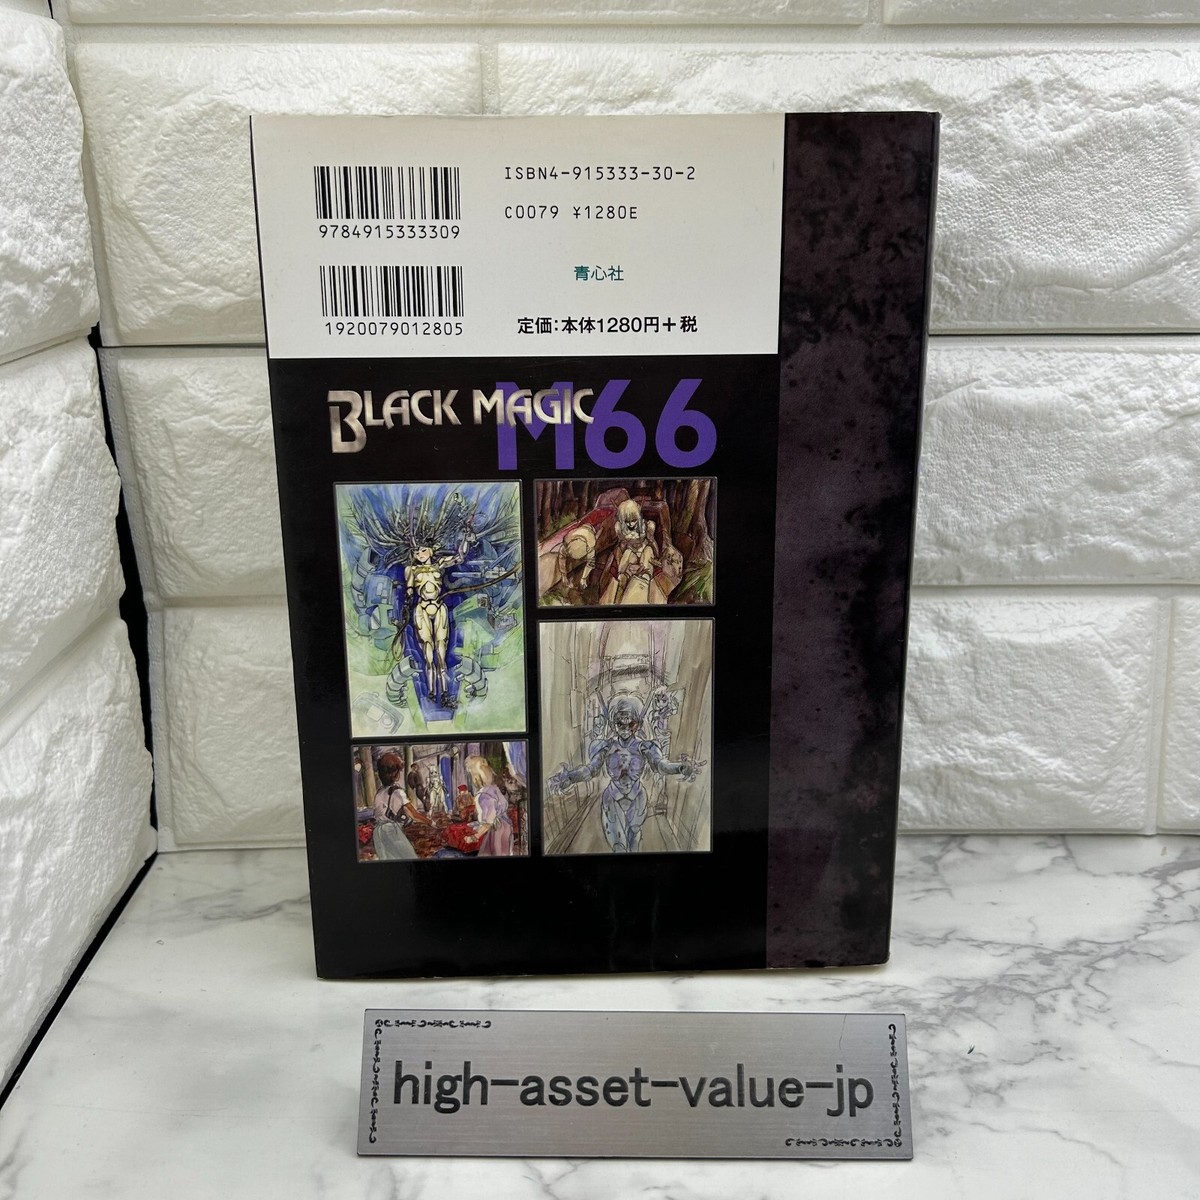 ISBN4-915333-30-2
9784915333309
C0079 ¥1280E
青心社
1920079012805
定価:本体1280円+税
BLACK MAGIC
M66
high-asset-value-jp